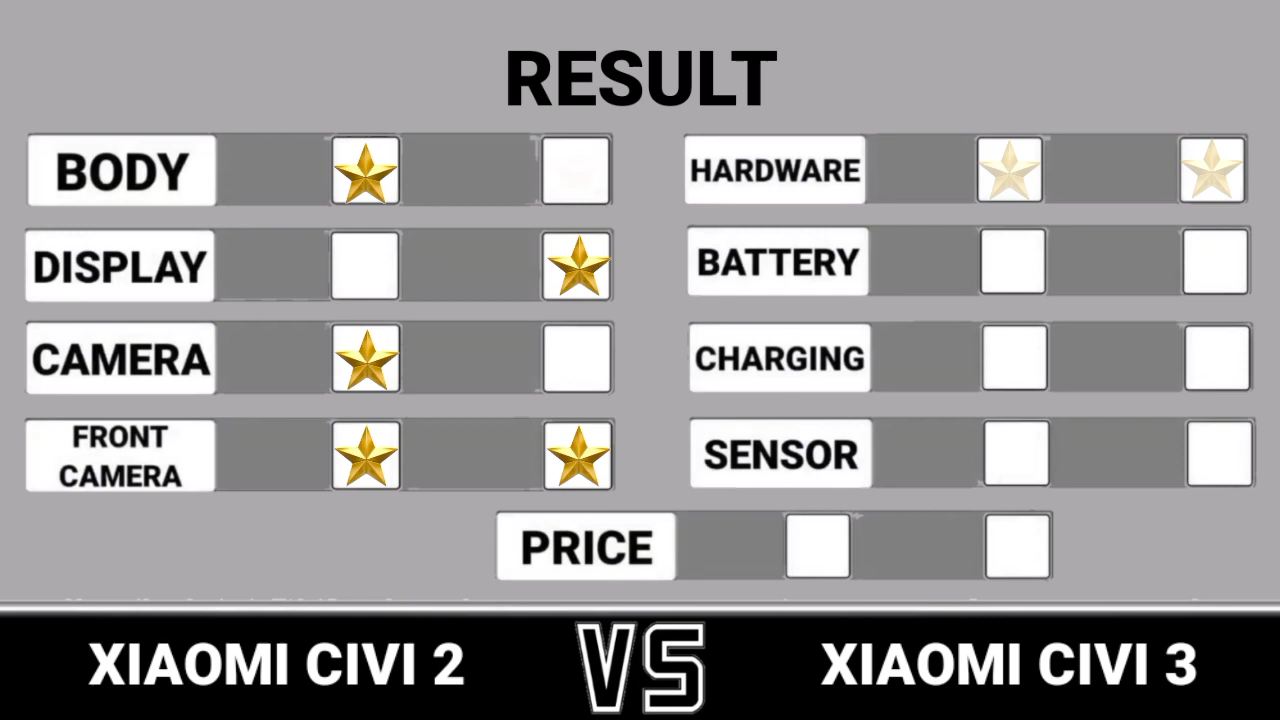 RESULT
BODY
DISPLAY
CAMERA
FRONT
CAMERA
HARDWARE
BATTERY
CHARGING
SENSOR
PRICE
XIAOMI CIVI 2
VS
XIAOMI CIVI 3